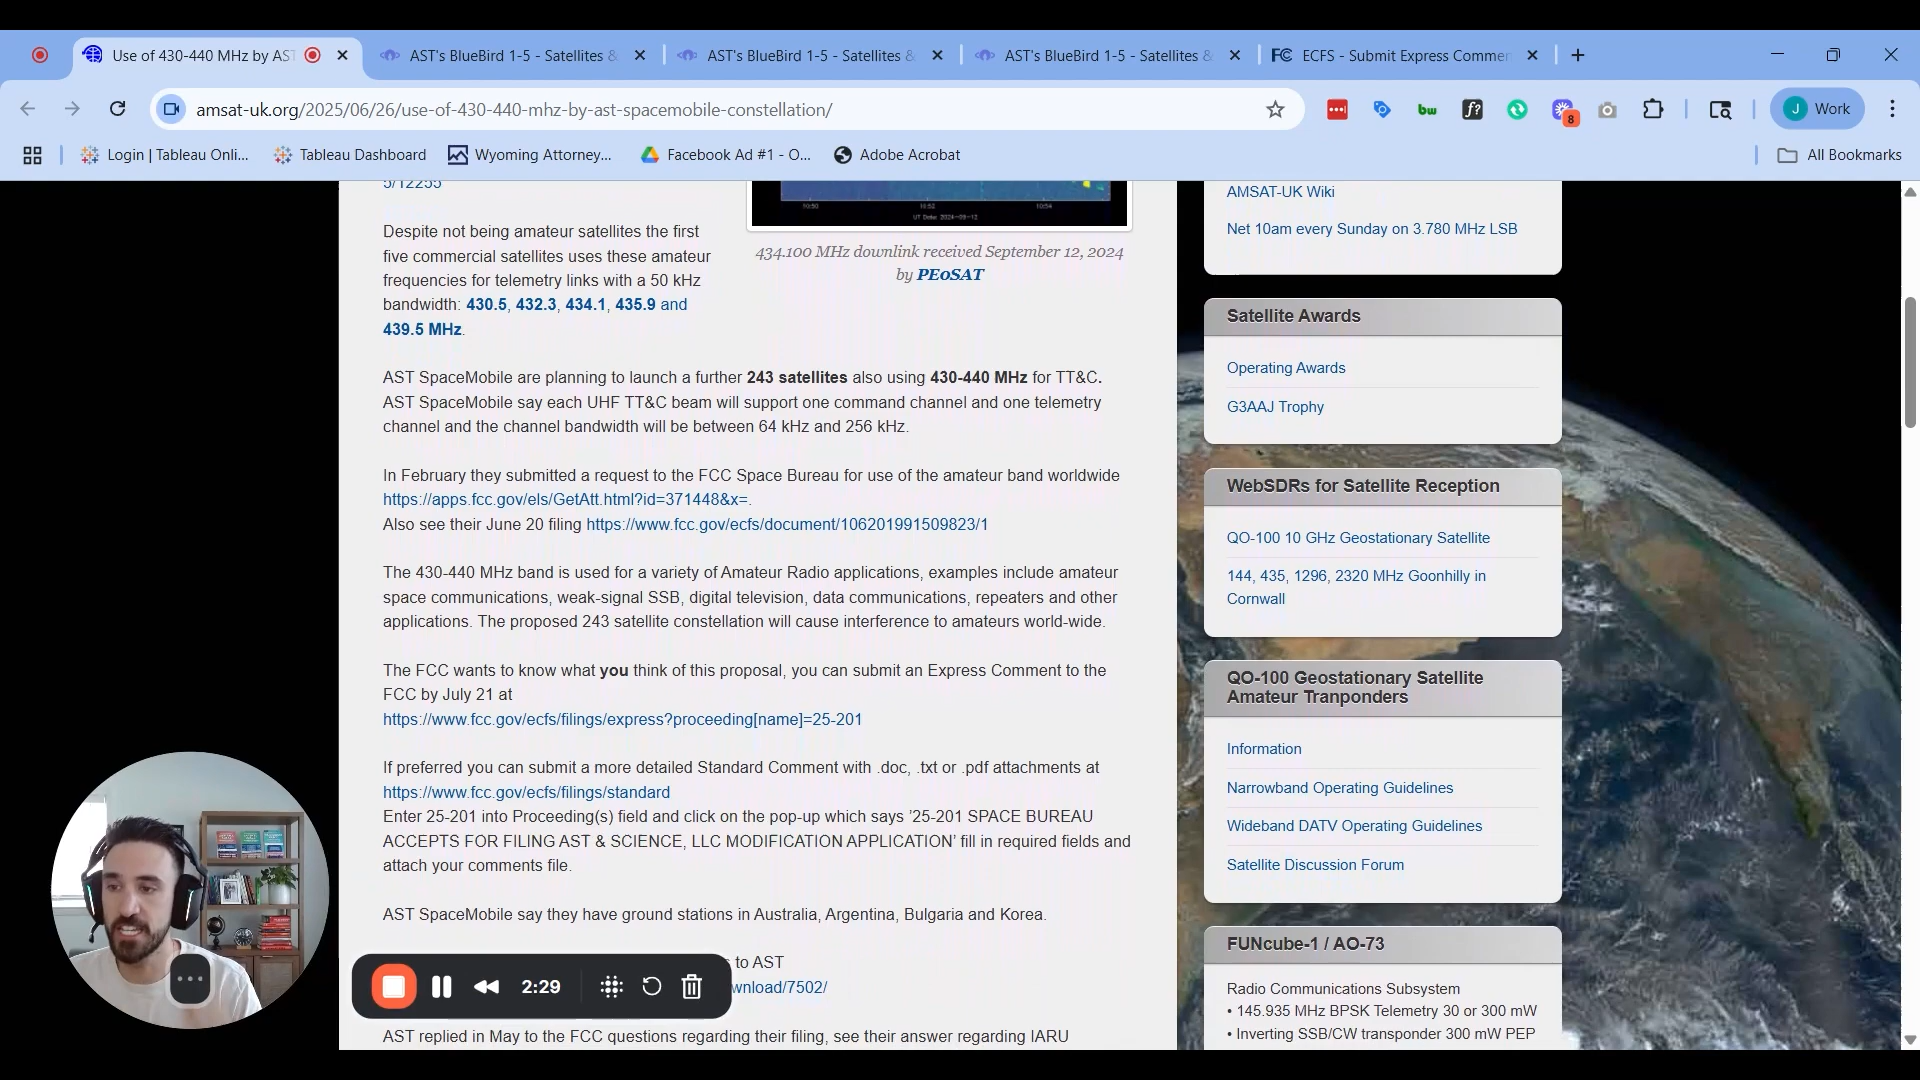 Use of 430-440 MHz by AS
AST's BlueBird 1-5 - Satellites &
AST's BlueBird 1-5 - Satellites &
AST's BlueBird 1-5 - Satellites &
FC ECFS - Submit Express Commen
amsat-uk.org/2025/06/26/use-of-430-440-mhz-by-ast-spacemobile-constellation/
bw
f?
8
J Work
Login | Tableau Onli...
Tableau Dashboard
Wyoming Attorney...
Facebook Ad #1 - O...
Adobe Acrobat
All Bookmarks
5/12255
Despite not being amateur satellites the first
five commercial satellites uses these amateur
frequencies for telemetry links with a 50 kHz
bandwidth: 430.5, 432.3, 434.1, 435.9 and
439.5 MHz.
10:50 10:52 10:54
UT Date: 2024-09-12
434.100 MHz downlink received September 12, 2024
by PE0SAT
AST SpaceMobile are planning to launch a further 243 satellites also using 430-440 MHz for TT&C.
AST SpaceMobile say each UHF TT&C beam will support one command channel and one telemetry
channel and the channel bandwidth will be between 64 kHz and 256 kHz.
In February they submitted a request to the FCC Space Bureau for use of the amateur band worldwide
https://apps.fcc.gov/els/GetAtt.html?id=371448&x=.
Also see their June 20 filing https://www.fcc.gov/ecfs/document/106201991509823/1
The 430-440 MHz band is used for a variety of Amateur Radio applications, examples include amateur
space communications, weak-signal SSB, digital television, data communications, repeaters and other
applications. The proposed 243 satellite constellation will cause interference to amateurs world-wide.
The FCC wants to know what you think of this proposal, you can submit an Express Comment to the
FCC by July 21 at
https://www.fcc.gov/ecfs/filings/express?proceeding[name]=25-201
If preferred you can submit a more detailed Standard Comment with .doc, .txt or .pdf attachments at
https://www.fcc.gov/ecfs/filings/standard
Enter 25-201 into Proceeding(s) field and click on the pop-up which says '25-201 SPACE BUREAU
ACCEPTS FOR FILING AST & SCIENCE, LLC MODIFICATION APPLICATION' fill in required fields and
attach your comments file.
AST SpaceMobile say they have ground stations in Australia, Argentina, Bulgaria and Korea.
to AST
wnload/7502/
2:29
AST replied in May to the FCC questions regarding their filing, see their answer regarding IARU
AMSAT-UK Wiki
Net 10am every Sunday on 3.780 MHz LSB
Satellite Awards
Operating Awards
G3AAJ Trophy
WebSDRs for Satellite Reception
QO-100 10 GHz Geostationary Satellite
144, 435, 1296, 2320 MHz Goonhilly in
Cornwall
QO-100 Geostationary Satellite
Amateur Tranponders
Information
Narrowband Operating Guidelines
Wideband DATV Operating Guidelines
Satellite Discussion Forum
FUNcube-1 / AO-73
Radio Communications Subsystem
• 145.935 MHz BPSK Telemetry 30 or 300 mW
• Inverting SSB/CW transponder 300 mW PEP